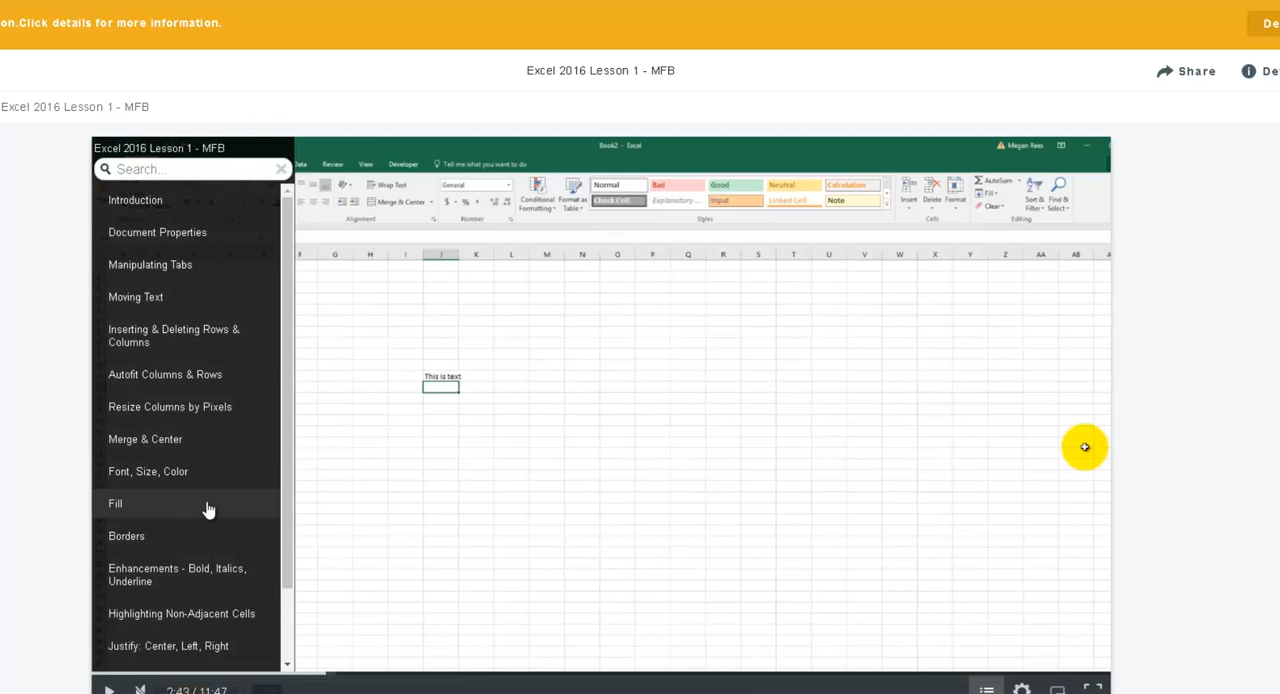 on.Click details for more information.
De
Excel 2016 Lesson 1 - MFB
Share
De
Excel 2016 Lesson 1 - MFB
Excel 2016 Lesson 1 - MFB
Book2 - Excel
Megan Rees
Search...
Data Review View Developer Tell me what you want to do
Wrap Text
General
Normal Bad Good Neutral Calculation
AutoSum
Merge & Center
$ %
Conditional Formatting
Format as Table
Check Cell Explanatory ... Input Linked Cell Note
Insert Delete Format
Fill
Clear
Sort & Filter
Find & Select
Alignment Number Styles Cells Editing
F G H I J K L M N O P Q R S T U V W X Y Z AA AB
This is text
Introduction
Document Properties
Manipulating Tabs
Moving Text
Inserting & Deleting Rows &
Columns
Autofit Columns & Rows
Resize Columns by Pixels
Merge & Center
Font, Size, Color
Fill
Borders
Enhancements - Bold, Italics,
Underline
Highlighting Non-Adjacent Cells
Justify: Center, Left, Right
2:43 / 11:47